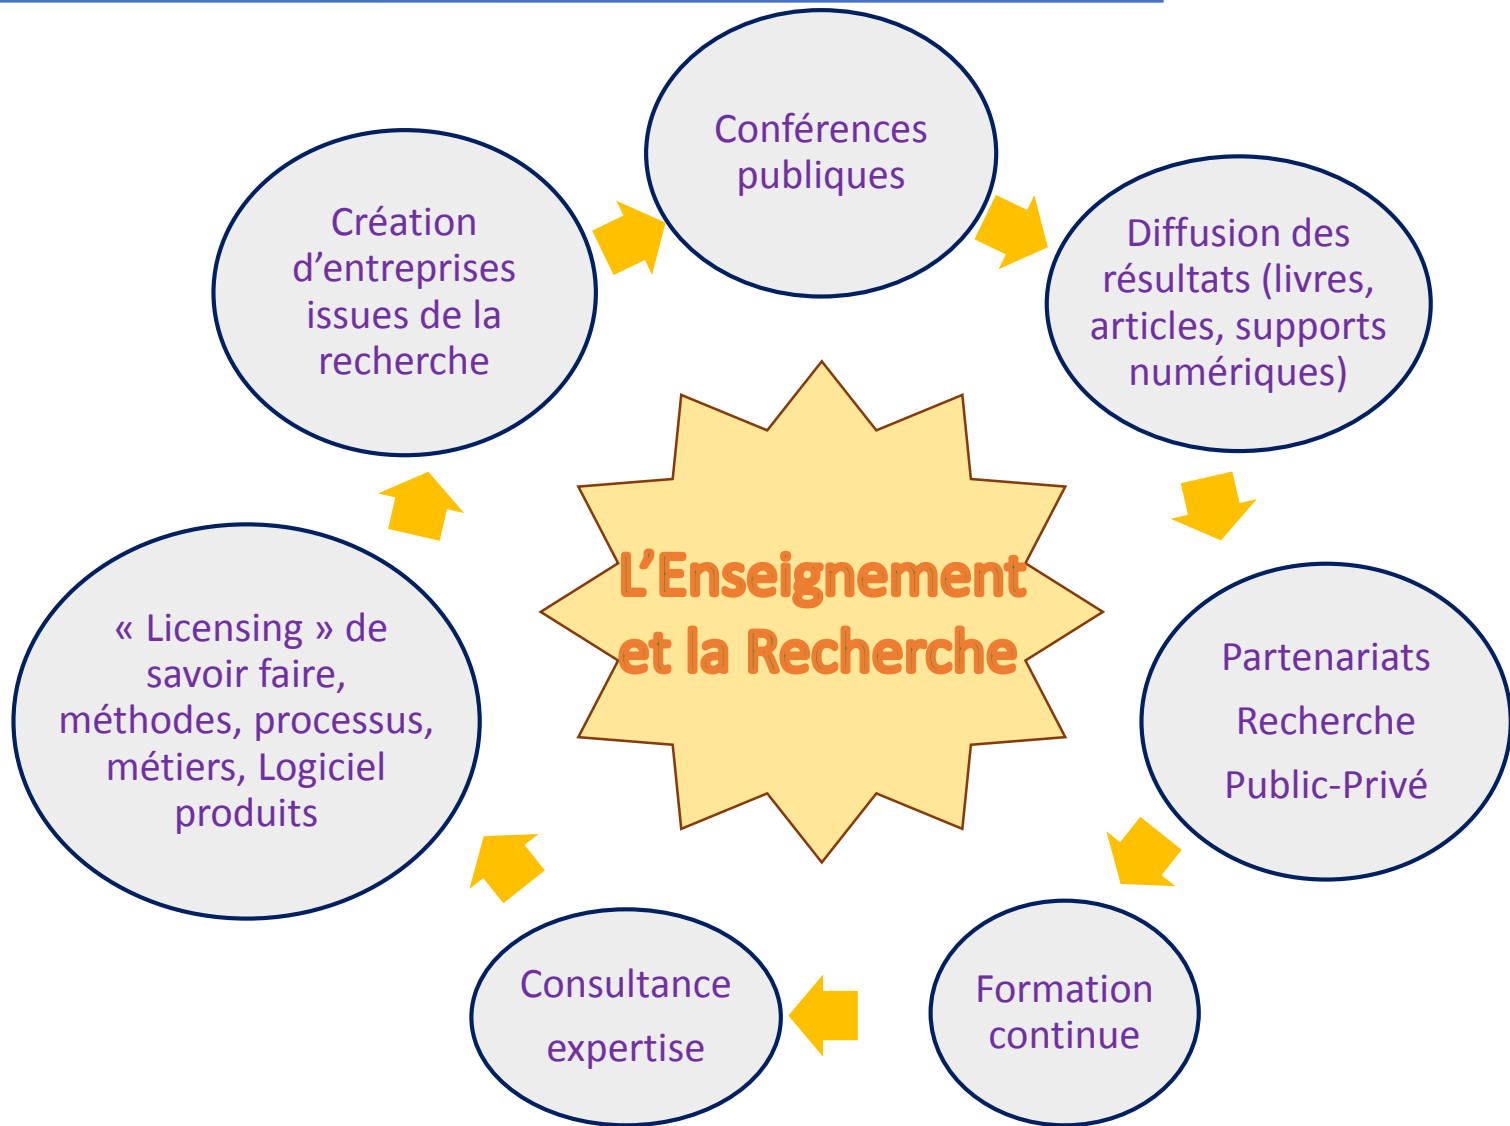 Conférences
publiques
Diffusion des
résultats (livres,
articles, supports
numériques)
Partenariats
Recherche
Public-Privé
Formation
continue
Consultance
expertise
« Licensing » de
savoir faire,
méthodes, processus,
métiers, Logiciel
produits
Création
d’entreprises
issues de la
recherche
L’Enseignement
et la Recherche